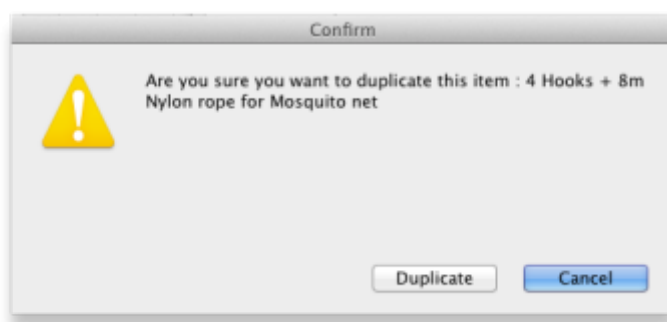 Confirm
Are you sure you want to duplicate this item : 4 Hooks + 8m
Nylon rope for Mosquito net
Duplicate
Cancel